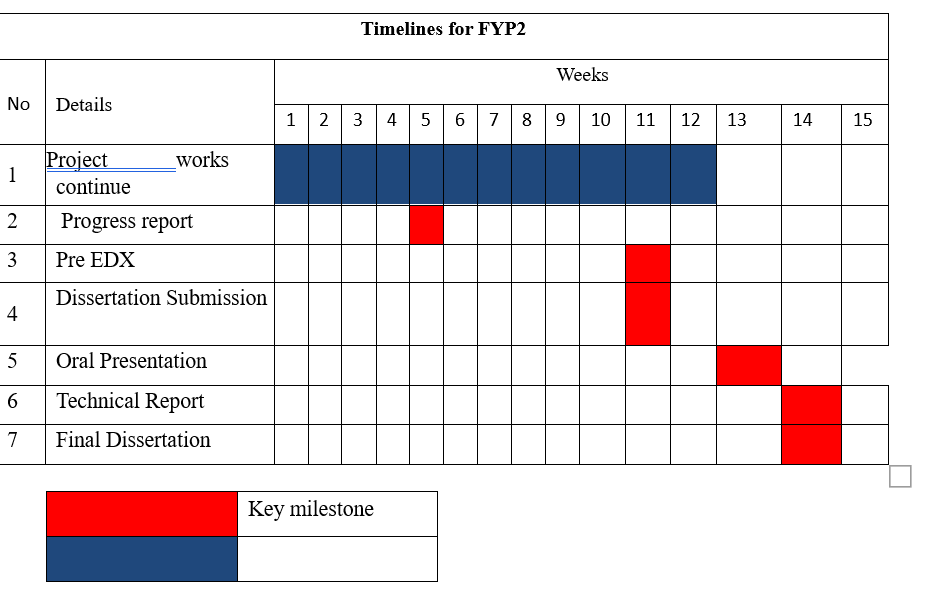 Timelines for FYP2
No Details Weeks
1 2 3 4 5 6 7 8 9 10 11 12 13 14 15
1 Project works
continue
2 Progress report
3 Pre EDX
4 Dissertation Submission
5 Oral Presentation
6 Technical Report
7 Final Dissertation
Key milestone